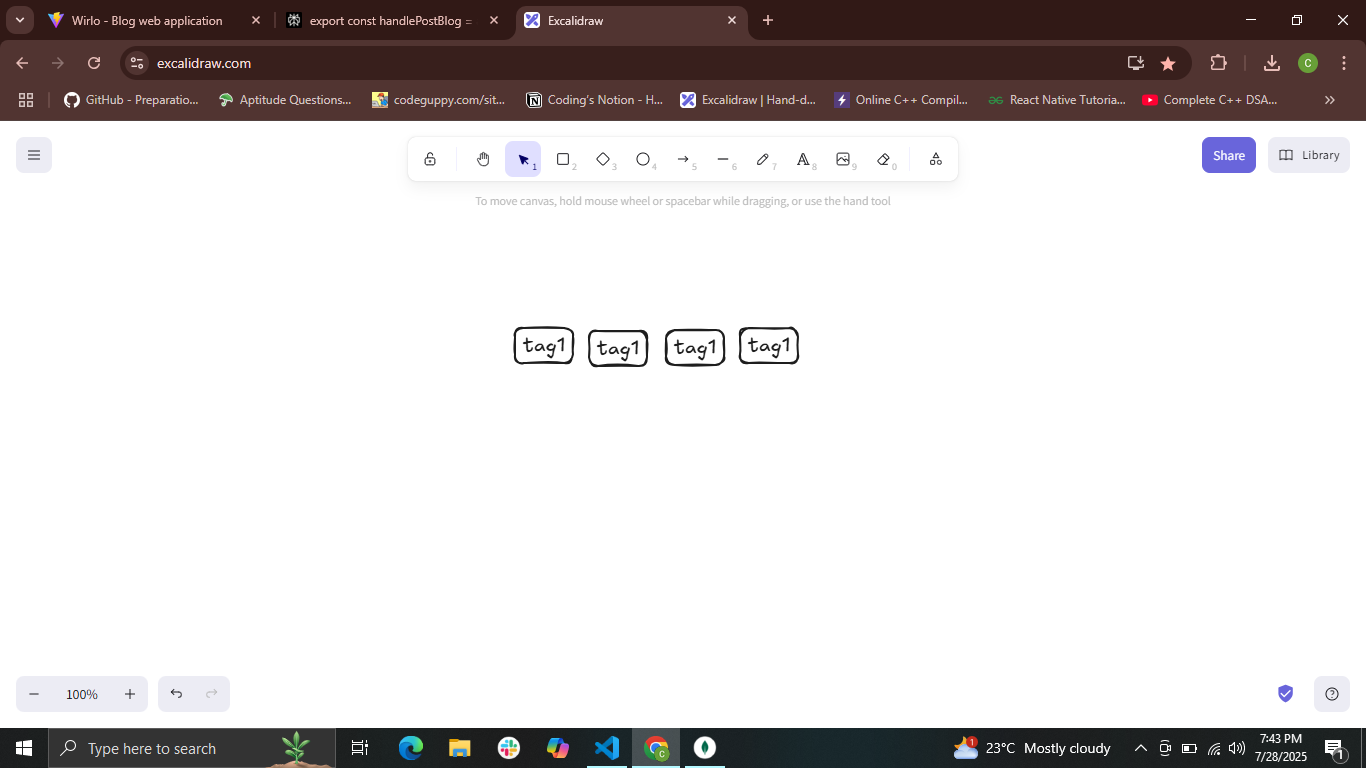 Wirlo - Blog web application
export const handlePostBlog =
Excalidraw
excalidraw.com
C
GitHub - Preparatio...
Aptitude Questions...
codeguppy.com/sit...
Coding's Notion - H...
Excalidraw | Hand-d...
Online C++ Compil...
React Native Tutoria...
Complete C++ DSA...
1
2
3
4
5
6
7
A 8
9
0
Share
Library
To move canvas, hold mouse wheel or spacebar while dragging, or use the hand tool
tag1 tag1 tag1 tag1
100%
Type here to search
C
1
23°C Mostly cloudy
7:43 PM
7/28/2025
1